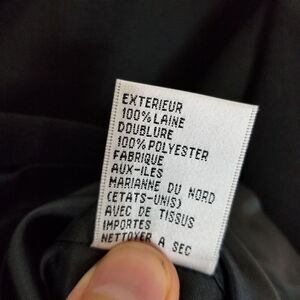 EXTERIEUR
100% LAINE
DOUBLURE
100% POLYESTER
FABRIQUE
AUX-ILES
MARIANNE DU NORD
(ETATS-UNIS)
AVEC DE TISSUS
IMPORTES
NETTOYER A SEC